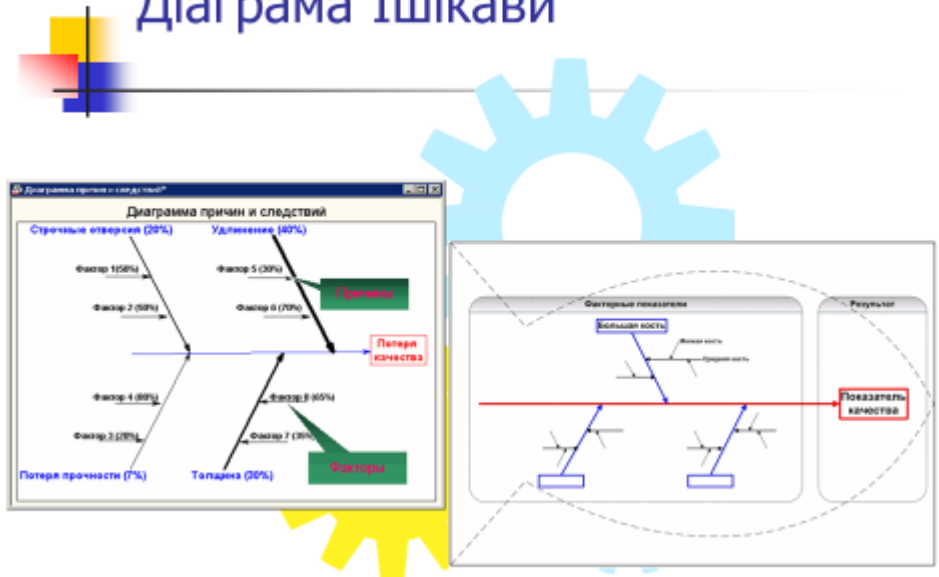 Діаграма Ішікави
Диаграмма причин и следствий*
Диаграмма причин и следствий
Строчные отверсия (20%)
Удлинение (40%)
Фактор 1(50%)
Фактор 5 (30%)
Причины
Фактор 2 (50%)
Фактор 6 (70%)
Потеря
качества
Фактор 4 (80%)
Фактор 8 (65%)
Фактор 3 (20%)
Фактор 7 (35%)
Факторы
Потеря прочности (7%)
Толщина (30%)
Факторные показатели
Результат
Большая кость
Мелкая кость
Средняя кость
Показатель
качества